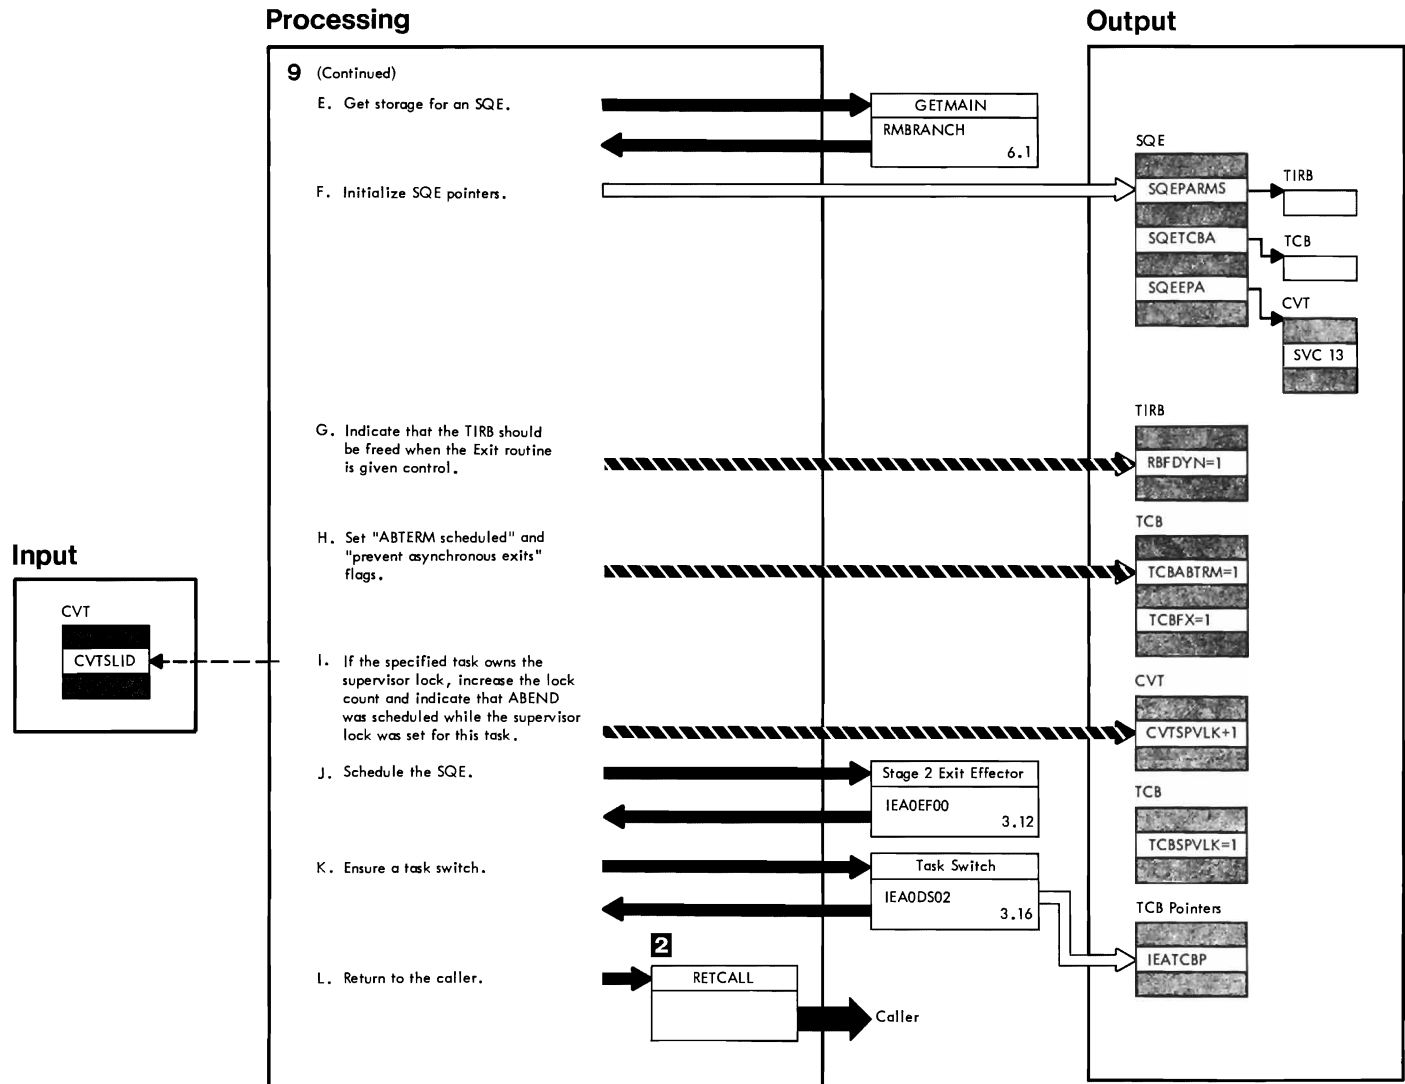 Processing
Output
9 (Continued)
E. Get storage for an SQE.
GETMAIN
RMBRANCH
6.1
SQE
F. Initialize SQE pointers.
SQEPARMS
TIRB
SQETCBA
TCB
SQEEPA
CVT
SVC 13
TIRB
G. Indicate that the TIRB should
be freed when the Exit routine
is given control.
RBFDYN=1
TCB
H. Set "ABTERM scheduled" and
"prevent asynchronous exits"
flags.
TCBABTRM=1
TCBFX=1
Input
CVT
CVTSLID
I. If the specified task owns the
supervisor lock, increase the lock
count and indicate that ABEND
was scheduled while the supervisor
lock was set for this task.
CVT
CVTSPVLK+1
J. Schedule the SQE.
Stage 2 Exit Effector
IEA0EF00
3.12
TCB
TCBSPVLK=1
K. Ensure a task switch.
Task Switch
IEA0DS02
3.16
TCB Pointers
IEATCBP
2
L. Return to the caller.
RETCALL
Caller